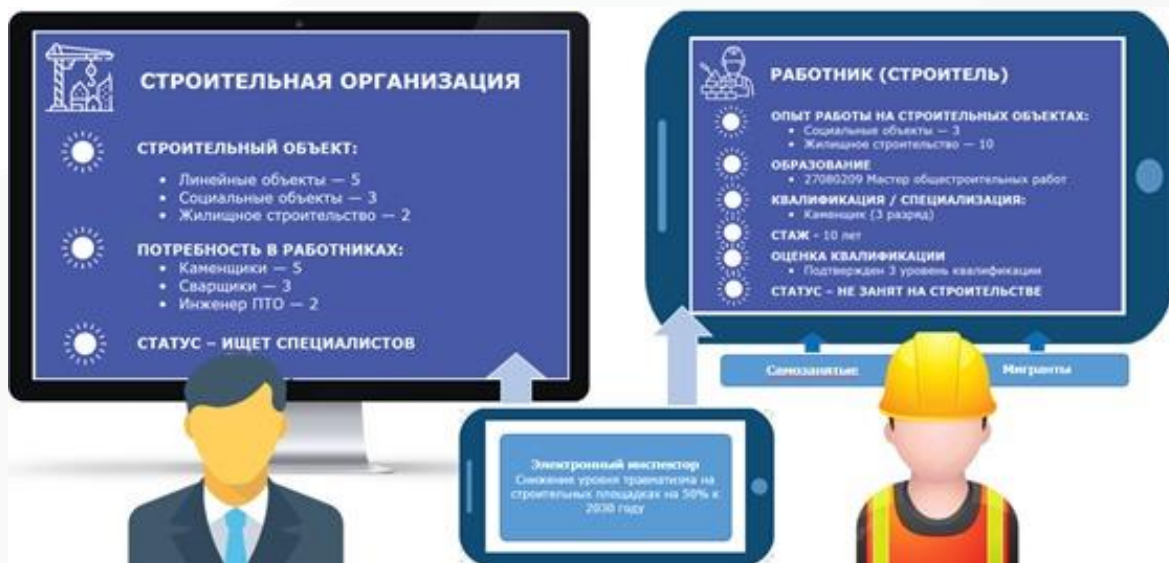 СТРОИТЕЛЬНАЯ ОРГАНИЗАЦИЯ
СТРОИТЕЛЬНЫЙ ОБЪЕКТ:
• Линейные объекты — 5
• Социальные объекты — 3
• Жилищное строительство — 2
ПОТРЕБНОСТЬ В РАБОТНИКАХ:
• Каменщики — 5
• Сварщики — 3
• Инженер ПТО — 2
СТАТУС – ИЩЕТ СПЕЦИАЛИСТОВ
РАБОТНИК (СТРОИТЕЛЬ)
ОПЫТ РАБОТЫ НА СТРОИТЕЛЬНЫХ ОБЪЕКТАХ:
• Социальные объекты — 3
• Жилищное строительство — 10
ОБРАЗОВАНИЕ
• 27080209 Мастер общестроительных работ
КВАЛИФИКАЦИЯ / СПЕЦИАЛИЗАЦИЯ:
• Каменщик (3 разряд)
СТАЖ – 10 лет
ОЦЕНКА КВАЛИФИКАЦИИ
• Подтвержден 3 уровень квалификации
СТАТУС – НЕ ЗАНЯТ НА СТРОИТЕЛЬСТВЕ
Самозанятые
Мигранты
Электронный инспектор
Снижения уровня травматизма на
строительных площадках на 50% к
2030 году